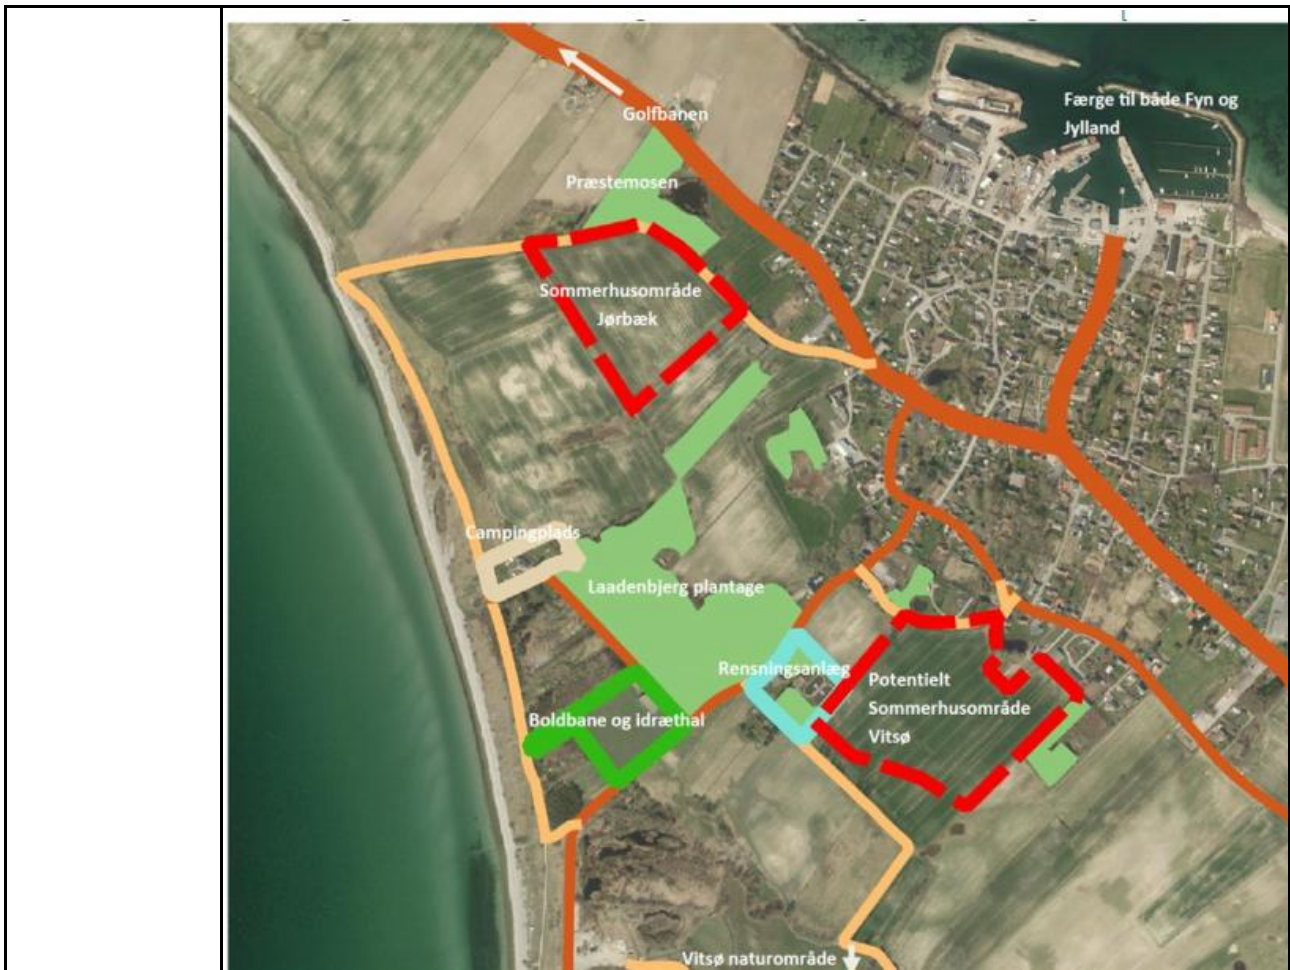 Færge til både Fyn og
Jylland
Golfbanen
Præstemosen
Sommerhusområde
Jørbæk
Campingplads
Laadenbjerg plantage
Rensningsanlæg
Potentielt
Sommerhusområde
Vitsø
Boldbane og idræthal
Vitsø naturområde